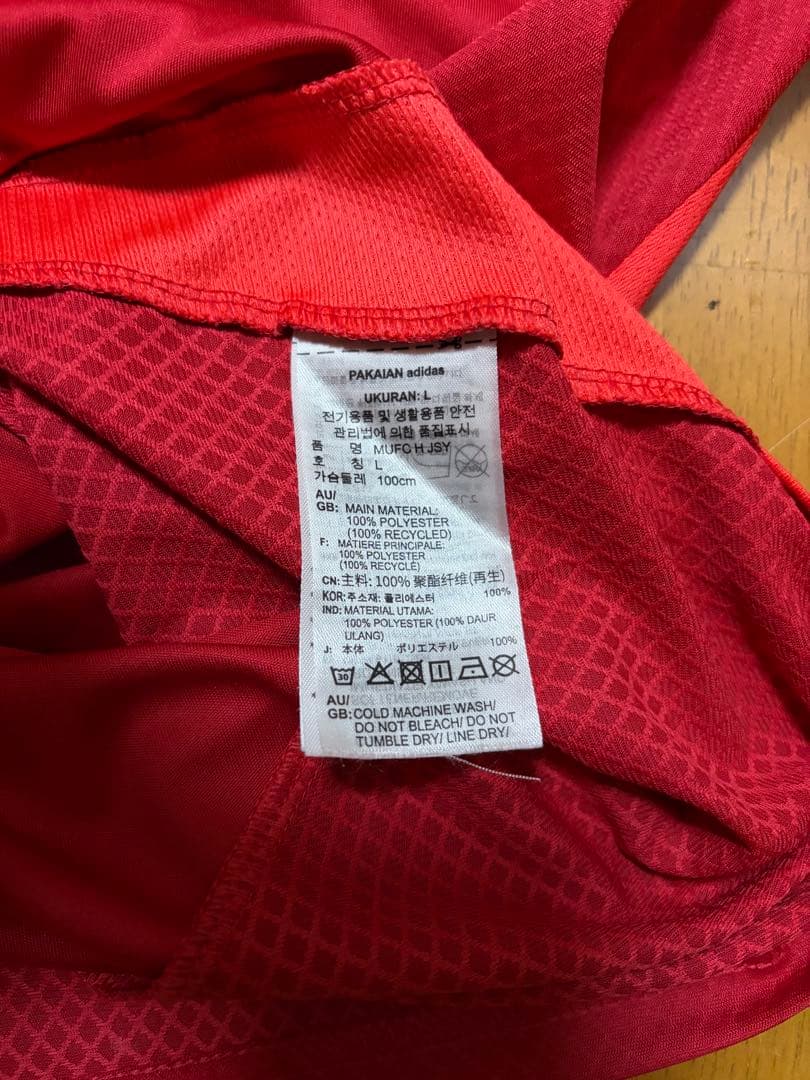 PAKAIAN adidas
UKURAN: L
전기용품 및 생활용품 안전
관리법에 의한 품질표시
품 명 MUFC H JSY
호 칭 L
가슴둘레 100cm
AU/
GB: MAIN MATERIAL:
100% POLYESTER
(100% RECYCLED)
F: MATIERE PRINCIPALE:
100% POLYESTER
(100% RECYCLÉ)
CN: 主料: 100% 聚酯纤维(再生)
KOR: 주소재: 폴리에스터 100%
IND: MATERIAL UTAMA:
100% POLYESTER (100% DAUR
ULANG)
J: 本体 ポリエステル 100%
30
AU/
GB: COLD MACHINE WASH/
DO NOT BLEACH/ DO NOT
TUMBLE DRY/ LINE DRY/